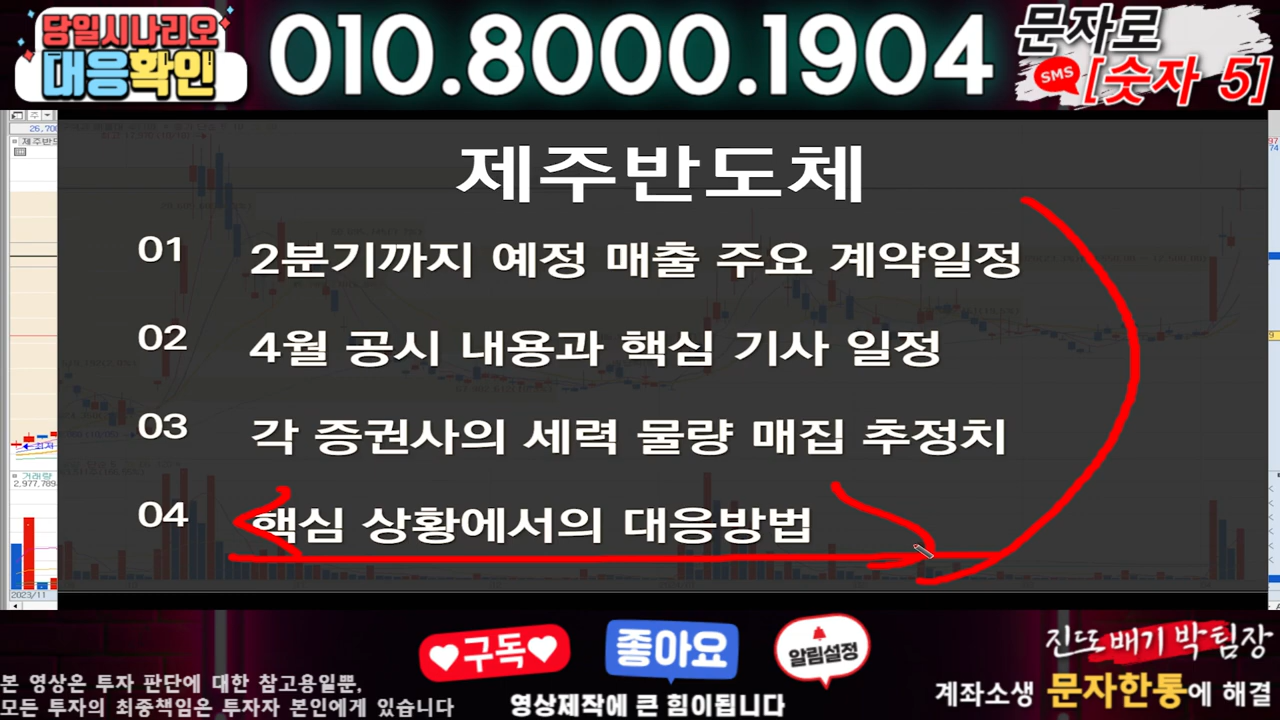 당일시나리오
대응확인
010.8000.1904
문자로
SMS
[숫자 5]
제주반도체
01 2분기까지 예정 매출 주요 계약일정
02 4월 공시 내용과 핵심 기사 일정
03 각 증권사의 세력 물량 매집 추정치
04 핵심 상황에서의 대응방법
거래량
2023/11
구독
좋아요
알림설정
영상제작에 큰 힘이됩니다
본 영상은 투자 판단에 대한 참고용일뿐,
모든 투자의 최종책임은 투자자 본인에게 있습니다
진또배기 박팀장
계좌소생 문자한통에 해결